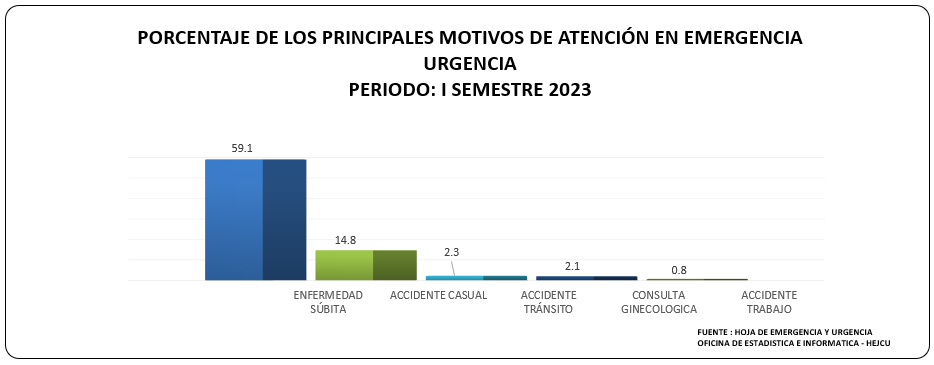 PORCENTAJE DE LOS PRINCIPALES MOTIVOS DE ATENCIÓN EN EMERGENCIA
URGENCIA
PERIODO: I SEMESTRE 2023
59.1
14.8
2.3
2.1
0.8
ENFERMEDAD
SÚBITA
ACCIDENTE CASUAL
ACCIDENTE
TRÁNSITO
CONSULTA
GINECOLOGICA
ACCIDENTE
TRABAJO
FUENTE : HOJA DE EMERGENCIA Y URGENCIA
OFICINA DE ESTADISTICA E INFORMATICA - HEJCU